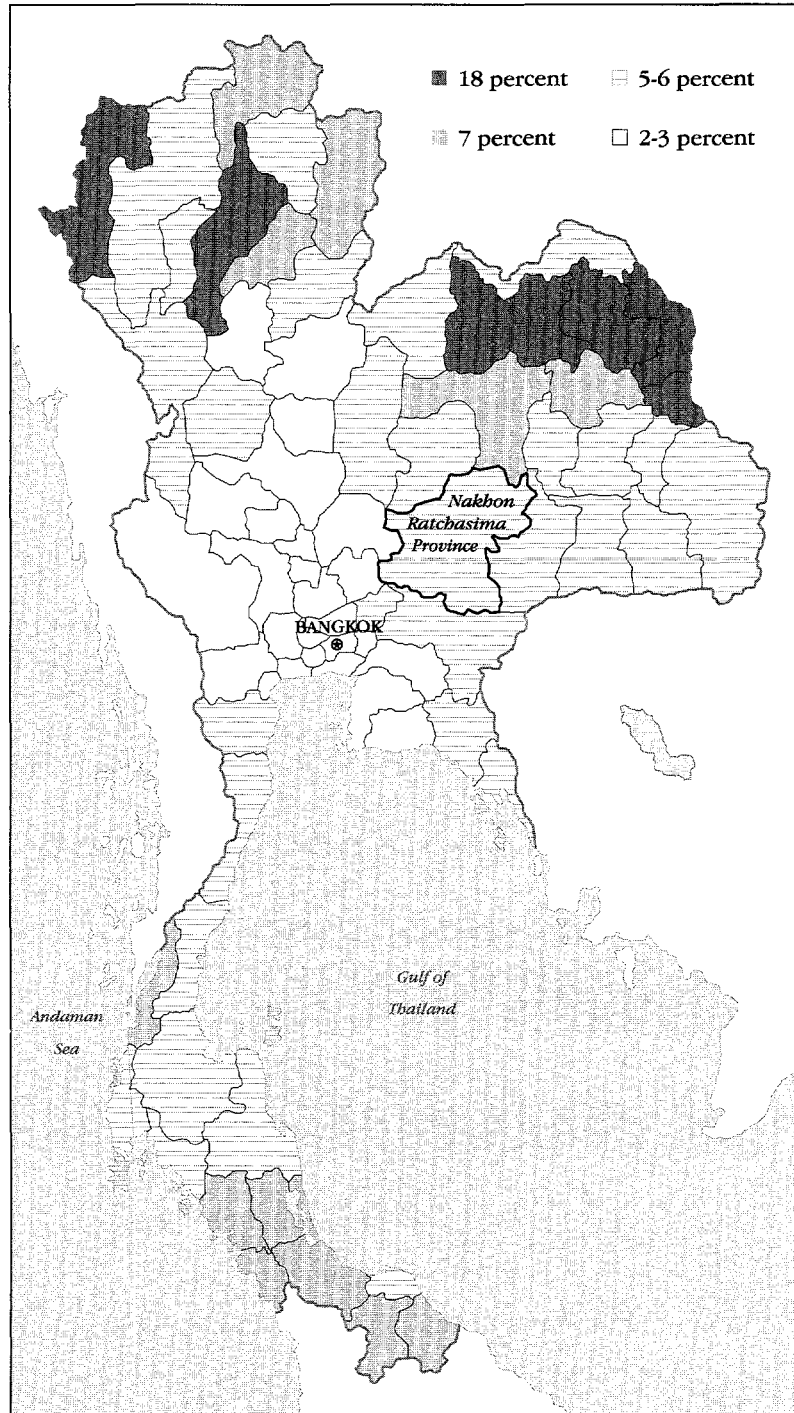 18 percent
5-6 percent
7 percent
2-3 percent
Nakhon
Ratchasima
Province
BANGKOK
Gulf of
Thailand
Andaman
Sea